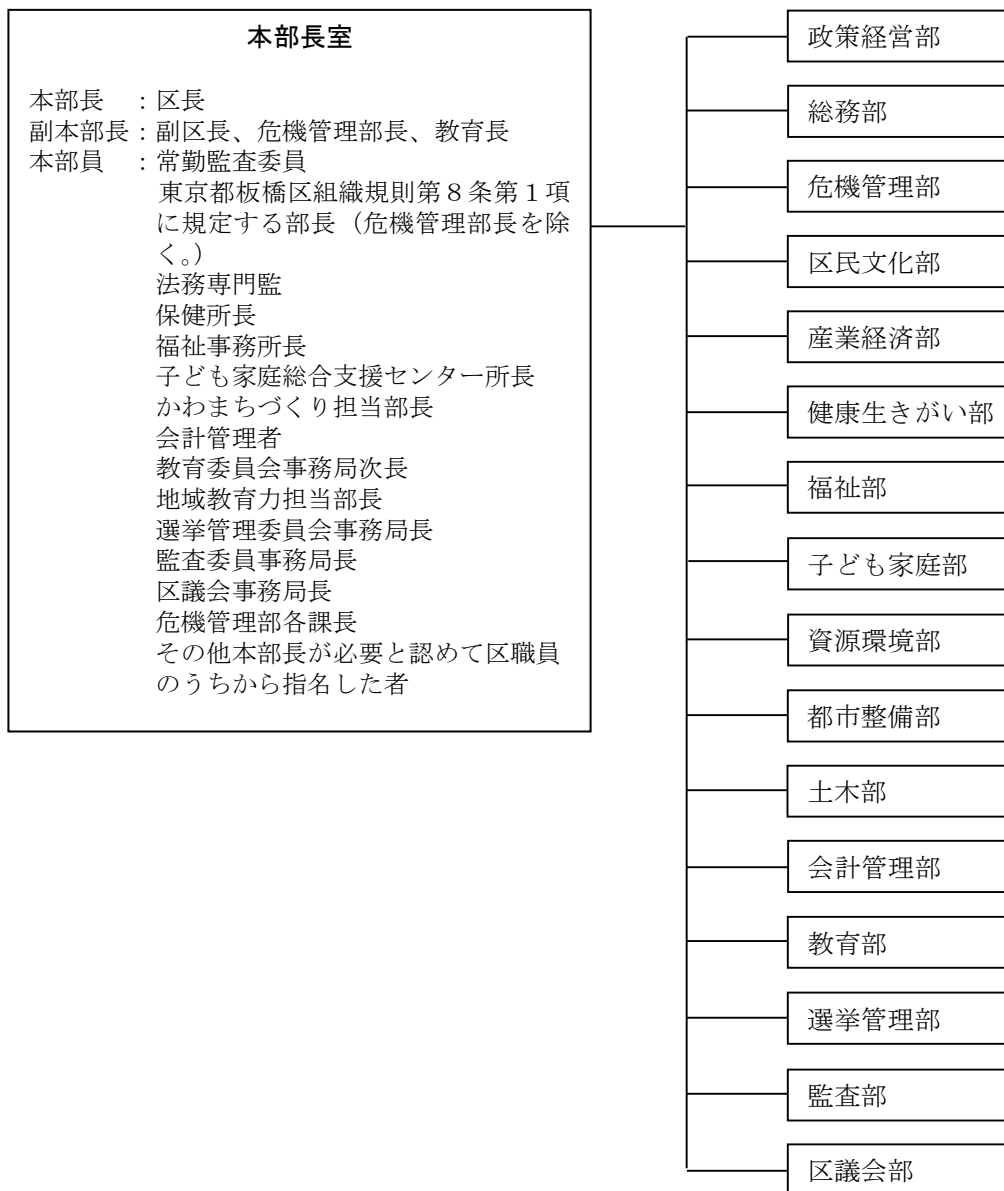 本部長室
本部長　：区長
副本部長：副区長、危機管理部長、教育長
本部員　：常勤監査委員
東京都板橋区組織規則第８条第１項
に規定する部長（危機管理部長を除
く。）
法務専門監
保健所長
福祉事務所長
子ども家庭総合支援センター所長
かわまちづくり担当部長
会計管理者
教育委員会事務局次長
地域教育力担当部長
選挙管理委員会事務局長
監査委員事務局長
区議会事務局長
危機管理部各課長
その他本部長が必要と認めて区職員
のうちから指名した者
政策経営部
総務部
危機管理部
区民文化部
産業経済部
健康生きがい部
福祉部
子ども家庭部
資源環境部
都市整備部
土木部
会計管理部
教育部
選挙管理部
監査部
区議会部